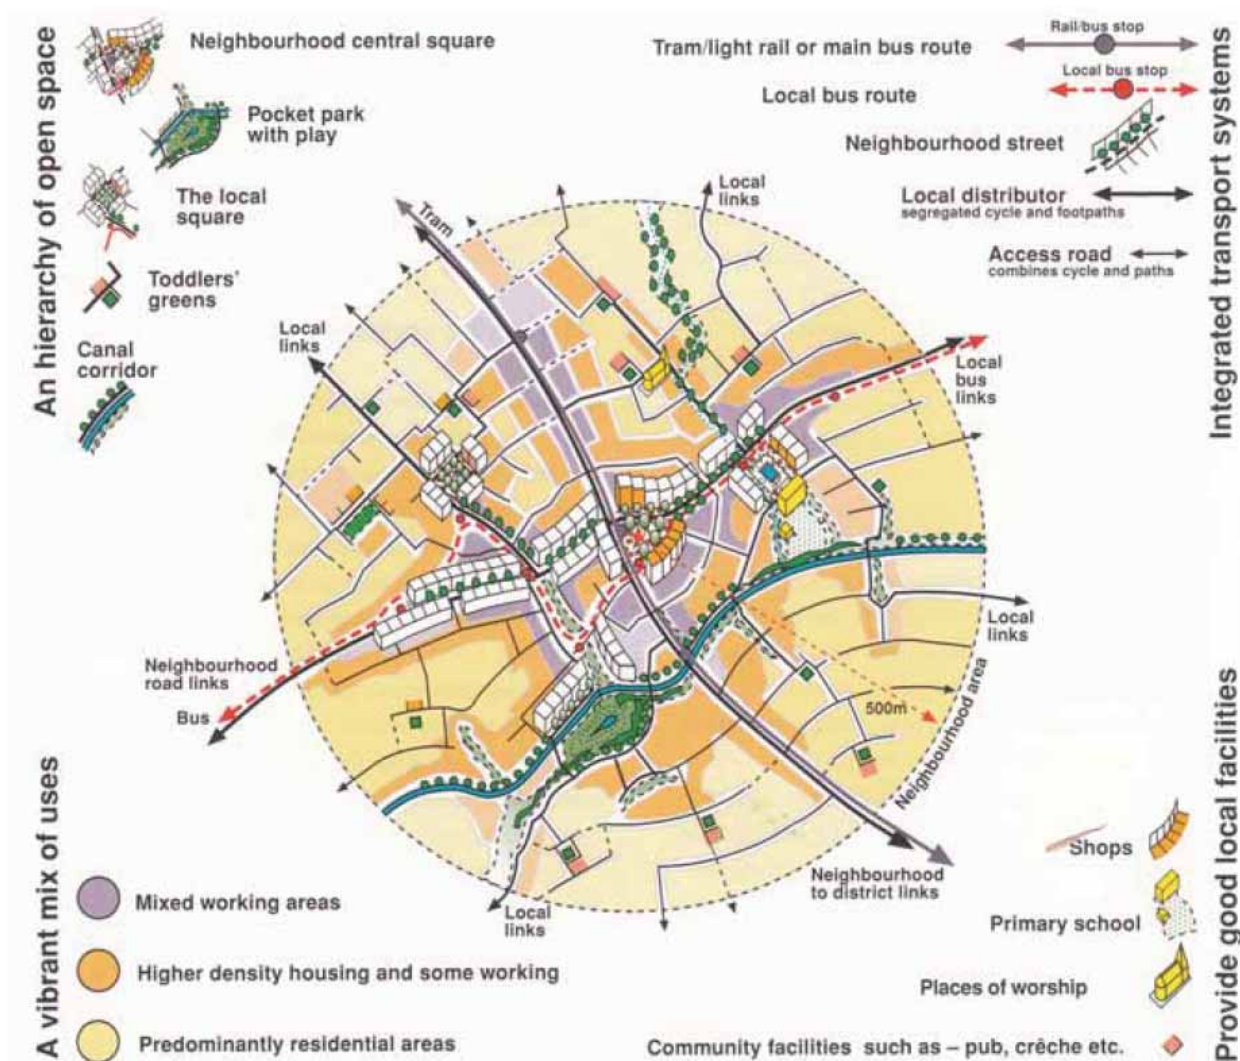 An hierarchy of open space
Neighbourhood central square
Pocket park
with play
The local
square
Toddlers'
greens
Canal
corridor
Integrated transport systems
Rail/bus stop
Tram/light rail or main bus route
Local bus stop
Local bus route
Neighbourhood street
Local distributor
segregated cycle and footpaths
Access road
combines cycle and paths
Tram
Local
links
Local
links
Local
bus
links
Local
links
Neighbourhood
road links
Bus
500m
Neighbourhood area
Neighbourhood
to district links
Local
links
A vibrant mix of uses
Mixed working areas
Higher density housing and some working
Predominantly residential areas
Provide good local facilities
Shops
Primary school
Places of worship
Community facilities such as – pub, crêche etc.